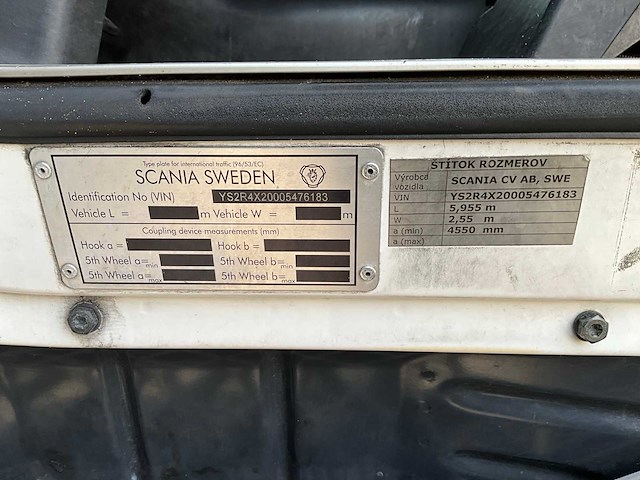 Type plate for international traffic (96/53/EC)
SCANIA SWEDEN
Identification No (VIN) YS2R4X20005476183
Vehicle L = m Vehicle W = m
Coupling device measurements (mm)
Hook a = Hook b =
5th Wheel a=min 5th Wheel b=min
5th Wheel a=max 5th Wheel b=max
ŠTÍTOK ROZMEROV
Výrobca vozidla SCANIA CV AB, SWE
VIN YS2R4X20005476183
L 5,955 m
W 2,55 m
a (min) 4550 mm
a (max)